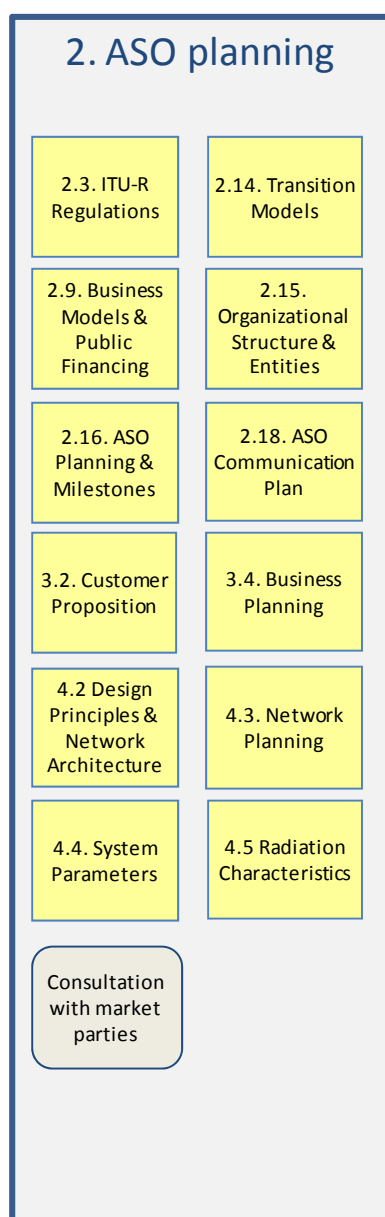 2. ASO planning
2.3. ITU-R
Regulations
2.14. Transition
Models
2.9. Business
Models &
Public
Financing
2.15.
Organizational
Structure &
Entities
2.16. ASO
Planning &
Milestones
2.18. ASO
Communication
Plan
3.2. Customer
Proposition
3.4. Business
Planning
4.2 Design
Principles &
Network
Architecture
4.3. Network
Planning
4.4. System
Parameters
4.5 Radiation
Characteristics
Consultation
with market
parties